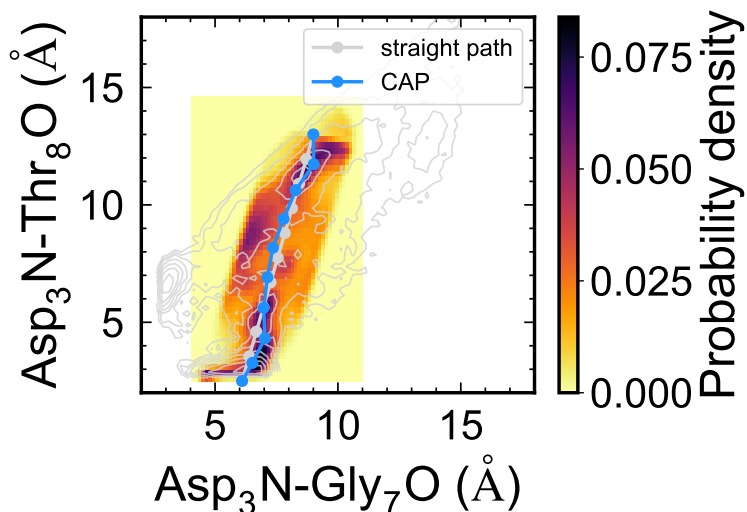 straight path
CAP
Asp₃N-Thr₈O (Å)
15
10
5
5
10
15
Asp₃N-Gly₇O (Å)
0.075
0.050
0.025
0.000
Probability density